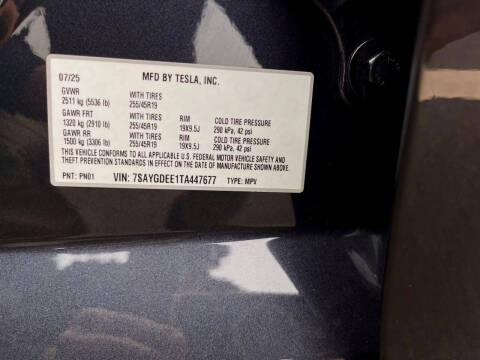 07/25 MFD BY TESLA, INC.
GVWR WITH TIRES
2511 kg (5536 lb) 255/45R19
GAWR FRT WITH TIRES RIM COLD TIRE PRESSURE
1320 kg (2910 lb) 255/45R19 19X9.5J 290 kPa, 42 psi
GAWR RR WITH TIRES RIM COLD TIRE PRESSURE
1500 kg (3306 lb) 255/45R19 19X9.5J 290 kPa, 42 psi
THIS VEHICLE CONFORMS TO ALL APPLICABLE U.S. FEDERAL MOTOR VEHICLE SAFETY AND
THEFT PREVENTION STANDARDS IN EFFECT ON THE DATE OF MANUFACTURE SHOWN ABOVE.
PNT: PN01 VIN: 7SAYGDEE1TA447677 TYPE: MPV